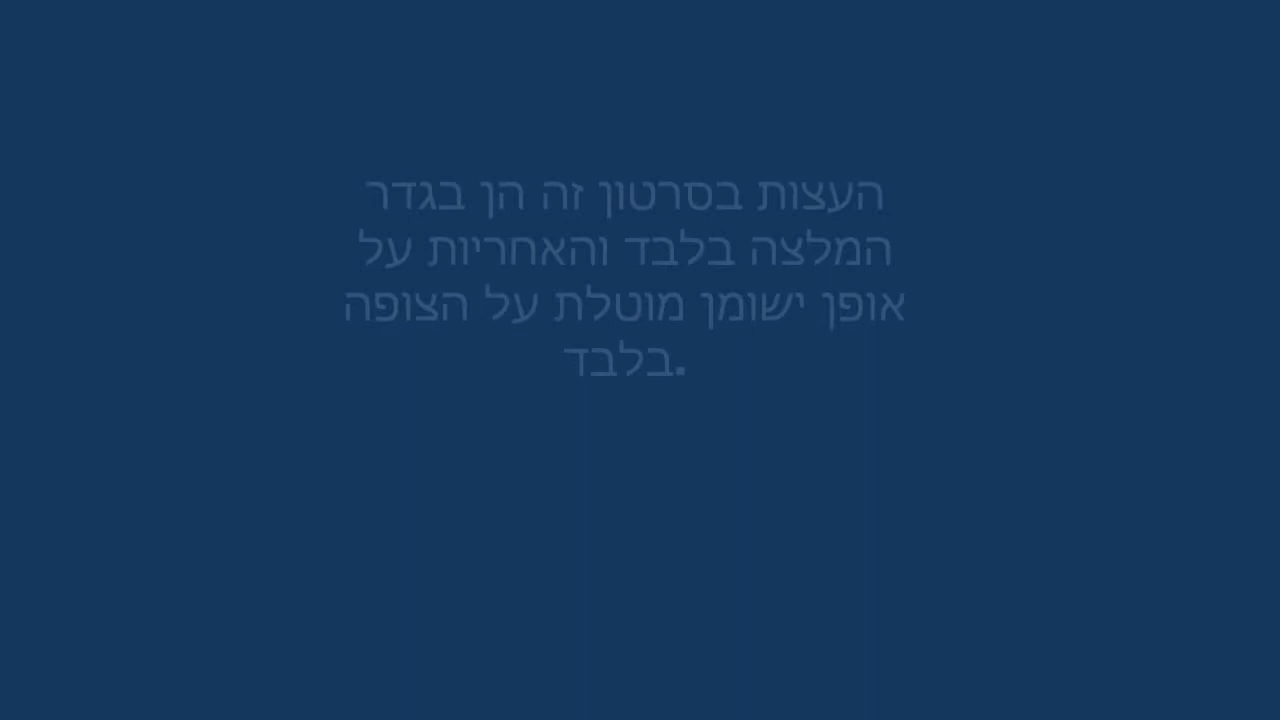 העצות בסרטון זה הן בגדר
המלצה בלבד והאחריות על
אופן ישומן מוטלת על הצופה
בלבד.